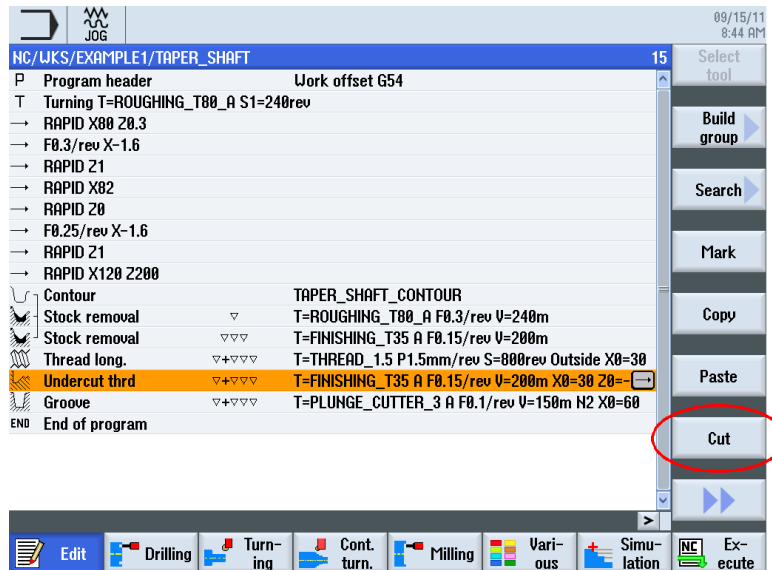 JOG
09/15/11
8:44 AM
NC/WKS/EXAMPLE1/TAPER_SHAFT 15
P Program header Work offset G54
T Turning T=ROUGHING_T80_A S1=240rev
→ RAPID X80 Z0.3
→ F0.3/rev X-1.6
→ RAPID Z1
→ RAPID X82
→ RAPID Z0
→ F0.25/rev X-1.6
→ RAPID Z1
→ RAPID X120 Z200
Contour TAPER_SHAFT_CONTOUR
Stock removal ▽ T=ROUGHING_T80_A F0.3/rev V=240m
Stock removal ▽▽▽ T=FINISHING_T35 A F0.15/rev V=200m
Thread long. ▽+▽▽▽ T=THREAD_1.5 P1.5mm/rev S=800rev Outside X0=30
Undercut thrd ▽+▽▽▽ T=FINISHING_T35 A F0.15/rev V=200m X0=30 Z0=-→
Groove ▽+▽▽▽ T=PLUNGE_CUTTER_3 A F0.1/rev V=150m N2 X0=60
END End of program
Select
tool
Build
group
Search
Mark
Copy
Paste
Cut
>
Edit
Drilling
Turn-
ing
Cont.
turn.
Milling
Vari-
ous
Simu-
lation
NC Ex-
ecute